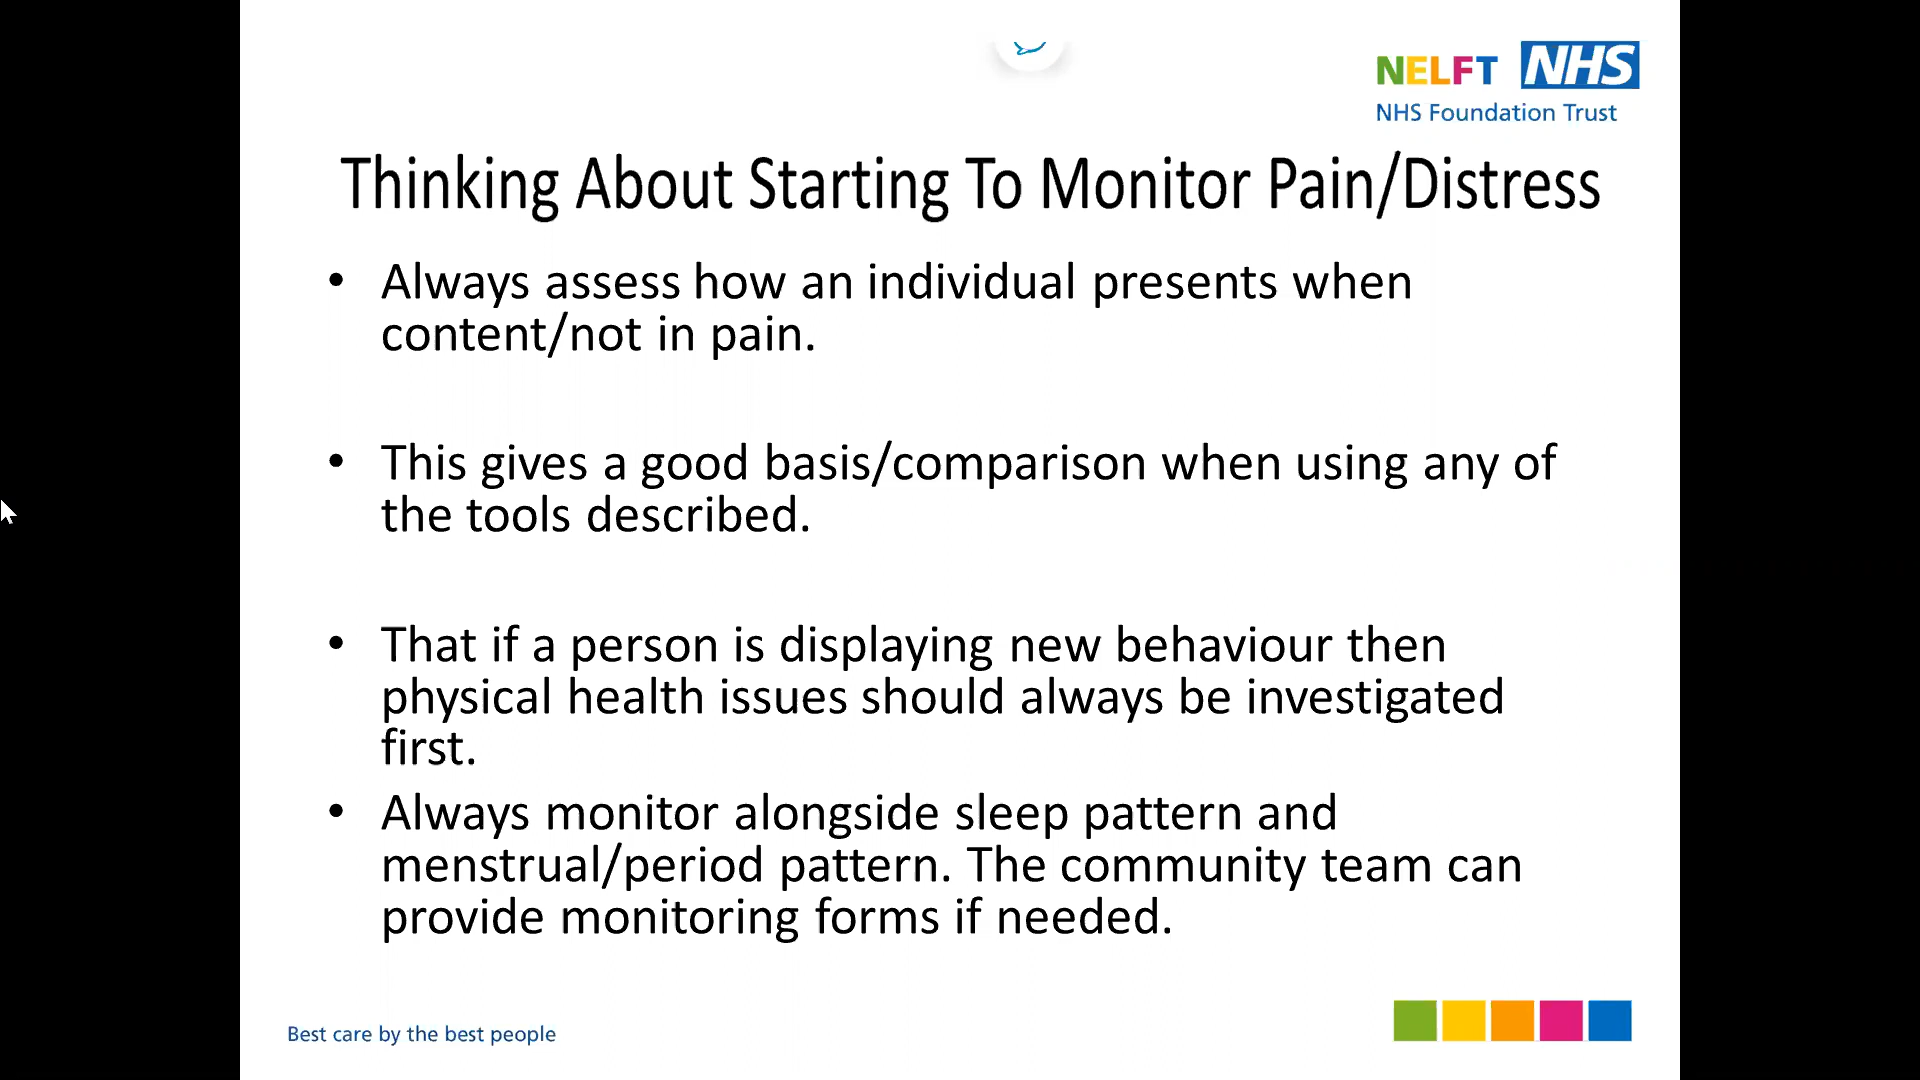 NELFT NHS
NHS Foundation Trust
Thinking About Starting To Monitor Pain/Distress
• Always assess how an individual presents when
content/not in pain.
• This gives a good basis/comparison when using any of
the tools described.
• That if a person is displaying new behaviour then
physical health issues should always be investigated
first.
• Always monitor alongside sleep pattern and
menstrual/period pattern. The community team can
provide monitoring forms if needed.
Best care by the best people